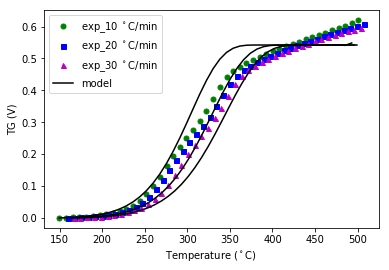 exp_10 °C/min
exp_20 °C/min
exp_30 °C/min
model
TG (V)
0.6
0.5
0.4
0.3
0.2
0.1
0.0
150 200 250 300 350 400 450 500
Temperature (°C)